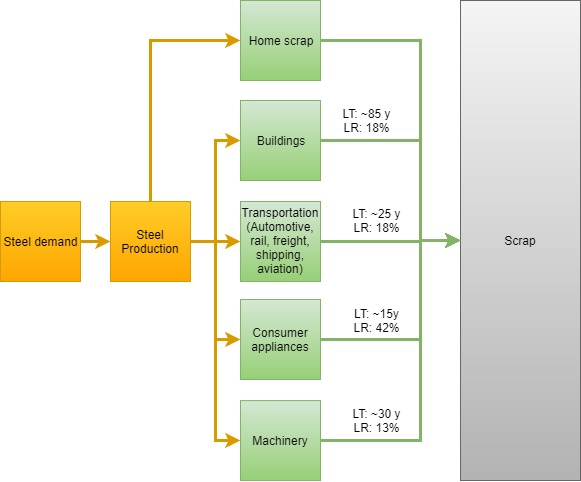 Home scrap
LT: ~85 y
LR: 18%
Buildings
Steel demand
Steel
Production
Transportation
(Automotive,
rail, freight,
shipping,
aviation)
LT: ~25 y
LR: 18%
Scrap
Consumer
appliances
LT: ~15y
LR: 42%
Machinery
LT: ~30 y
LR: 13%